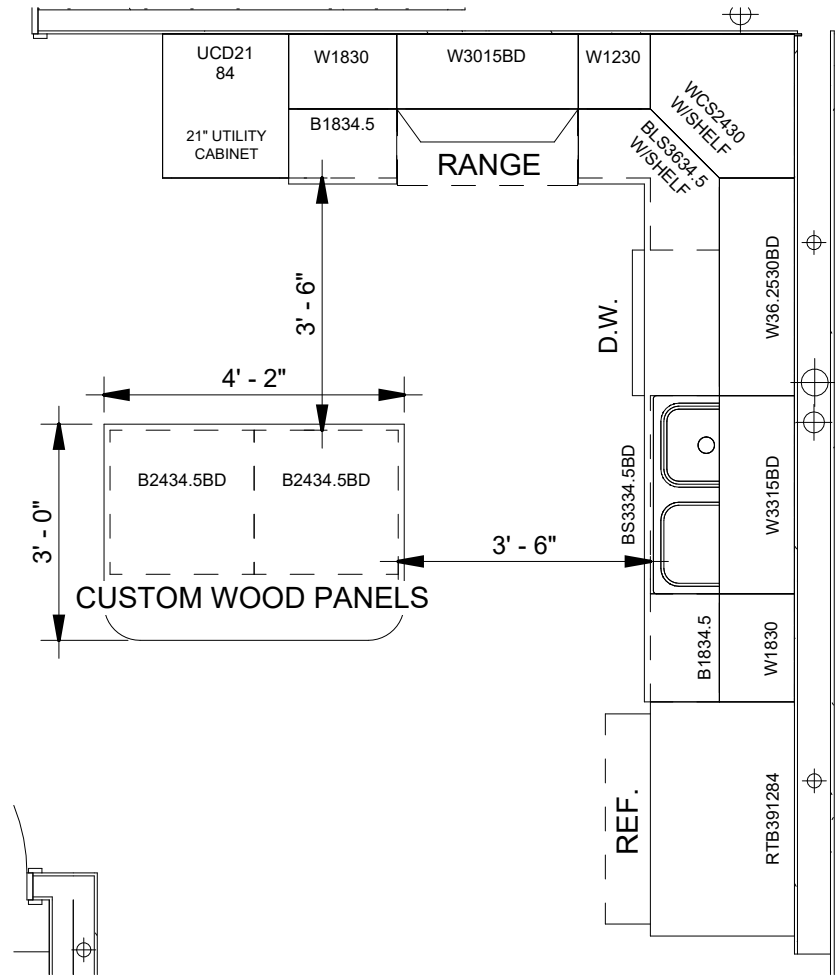 UCD21
84
21" UTILITY
CABINET
W1830
B1834.5
W3015BD
RANGE
W1230
WCS2430
W/SHELF
BLS3634.5
W/SHELF
W36.2530BD
3' - 6"
D.W.
4' - 2"
3' - 0"
B2434.5BD
B2434.5BD
CUSTOM WOOD PANELS
3' - 6"
BS3334.5BD
W3315BD
B1834.5
W1830
REF.
RTB391284